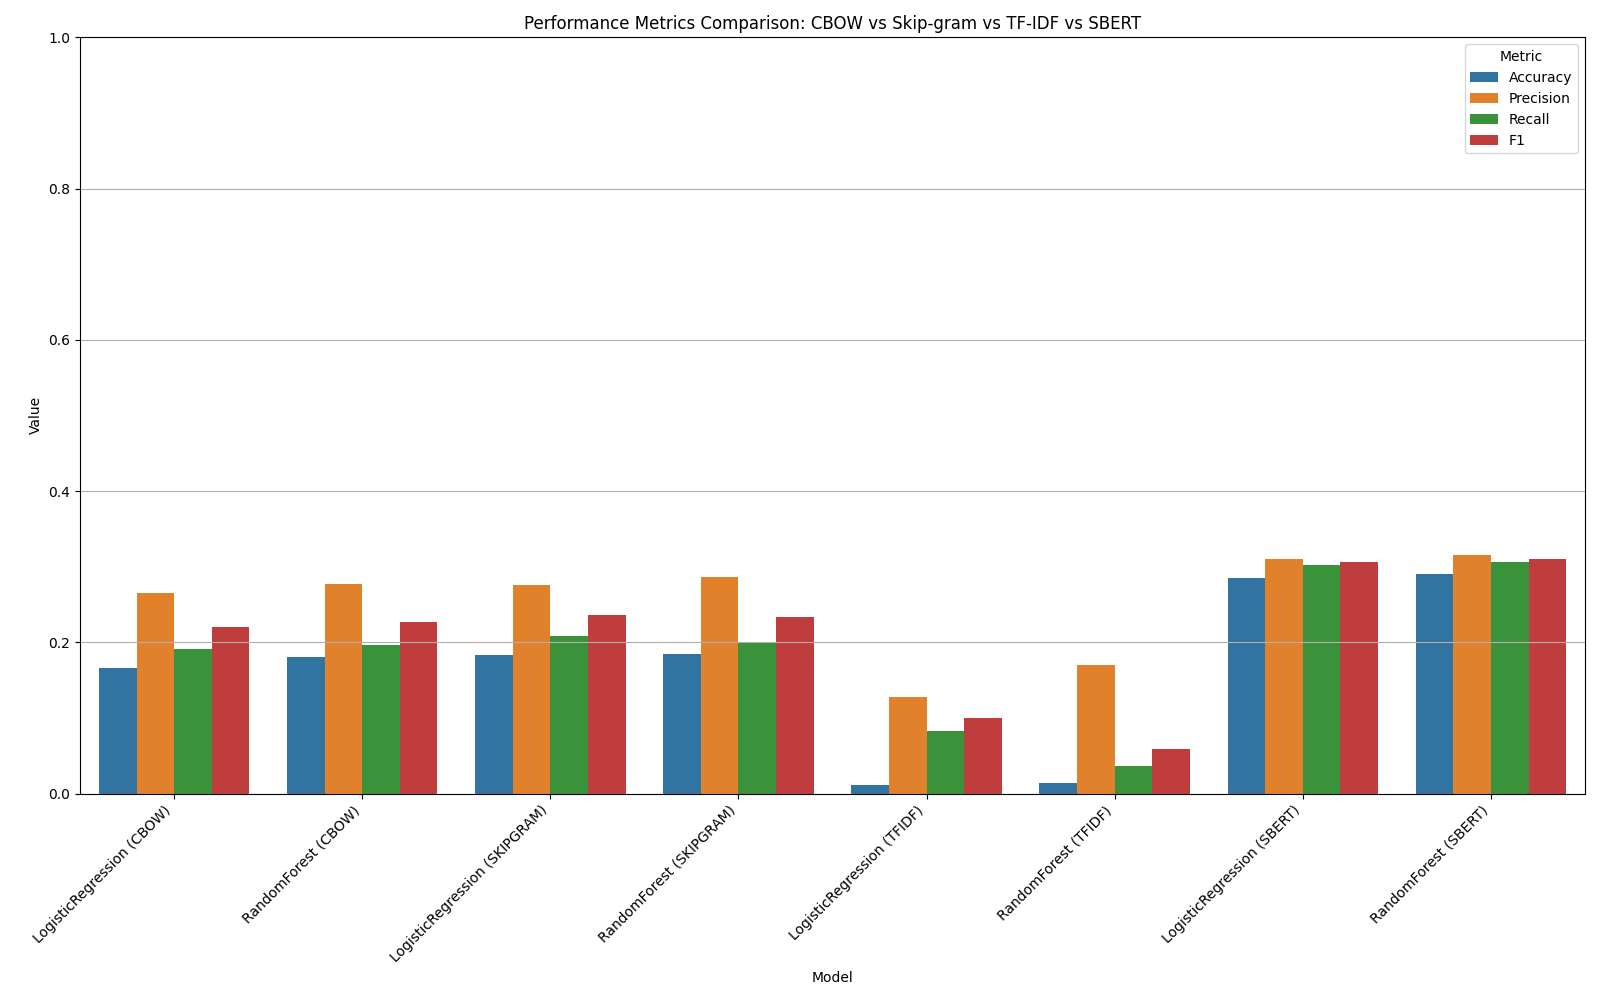 Performance Metrics Comparison: CBOW vs Skip-gram vs TF-IDF vs SBERT
Metric
Accuracy
Precision
Recall
F1
1.0
0.8
0.6
0.4
0.2
0.0
Value
LogisticRegression (CBOW)
RandomForest (CBOW)
LogisticRegression (SKIPGRAM)
RandomForest (SKIPGRAM)
LogisticRegression (TFIDF)
RandomForest (TFIDF)
LogisticRegression (SBERT)
RandomForest (SBERT)
Model